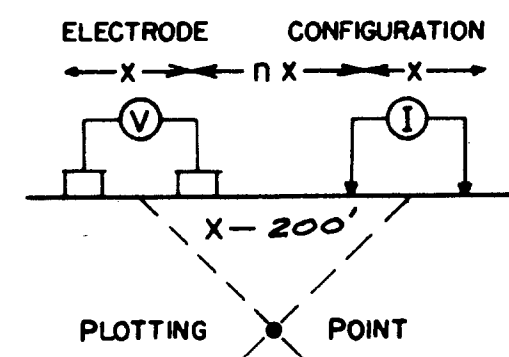 ELECTRODE CONFIGURATION
X n X X
V I
X - 200'
PLOTTING POINT